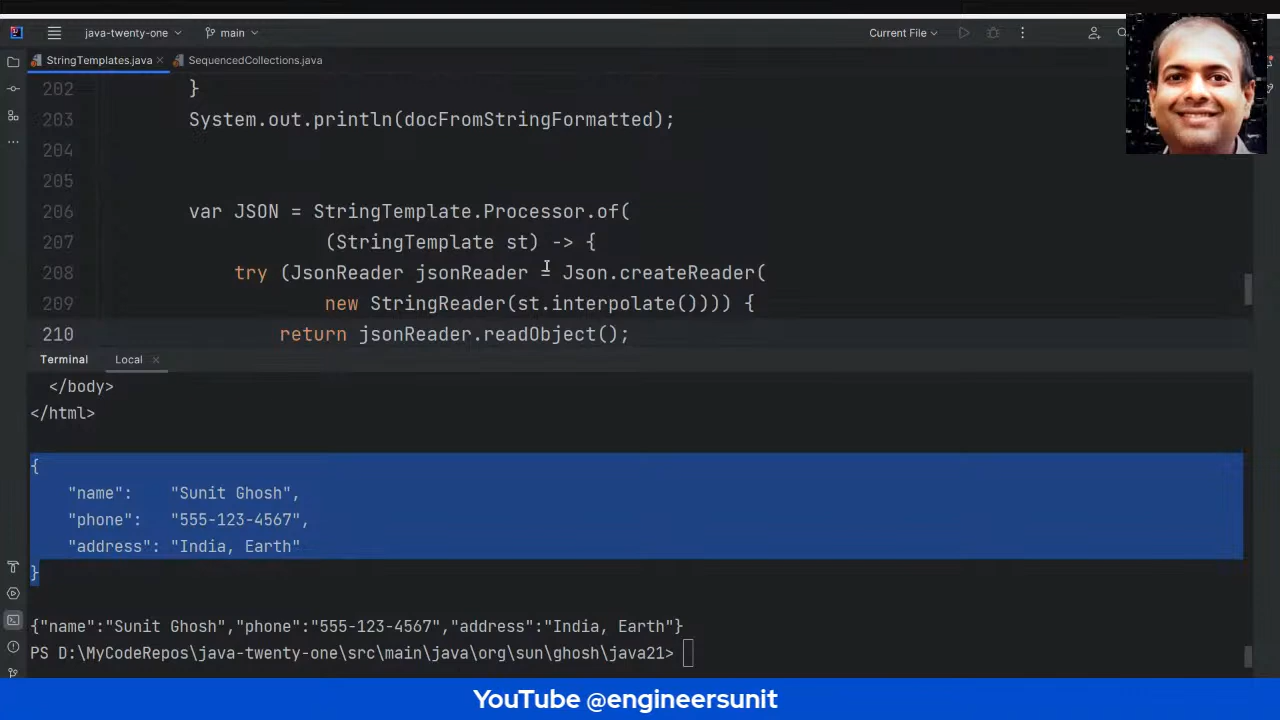 java-twenty-one
main
Current File
StringTemplates.java
SequencedCollections.java
202 }
203 System.out.println(docFromStringFormatted);
204
205
206 var JSON = StringTemplate.Processor.of(
207 (StringTemplate st) -> {
208 try (JsonReader jsonReader = Json.createReader(
209 new StringReader(st.interpolate()))) {
210 return jsonReader.readObject();
Terminal Local
</body>
</html>
{
"name": "Sunit Ghosh",
"phone": "555-123-4567",
"address": "India, Earth"
}
{"name":"Sunit Ghosh","phone":"555-123-4567","address":"India, Earth"}
PS D:\MyCodeRepos\java-twenty-one\src\main\java\org\sun\ghosh\java21>
YouTube @engineersunit